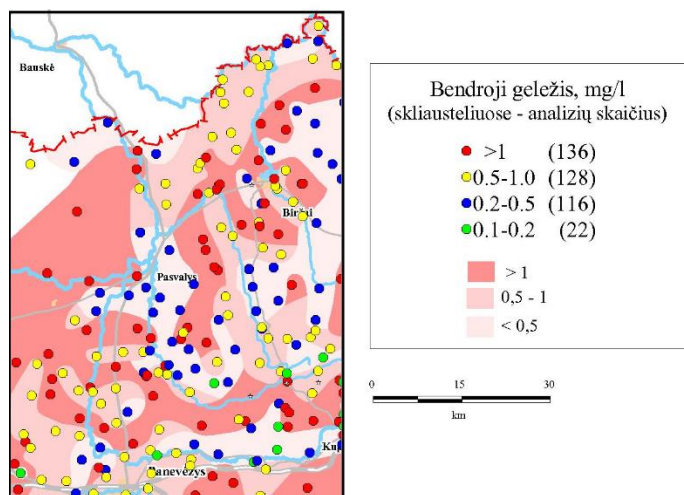 Bauskė
Biržai
Pasvalys
Panevėžys
Ku
Bendroji geležis, mg/l
(skliausteliuose - analizių skaičius)
>1 (136)
0.5-1.0 (128)
0.2-0.5 (116)
0.1-0.2 (22)
> 1
0,5 - 1
< 0,5
0 15 30
km